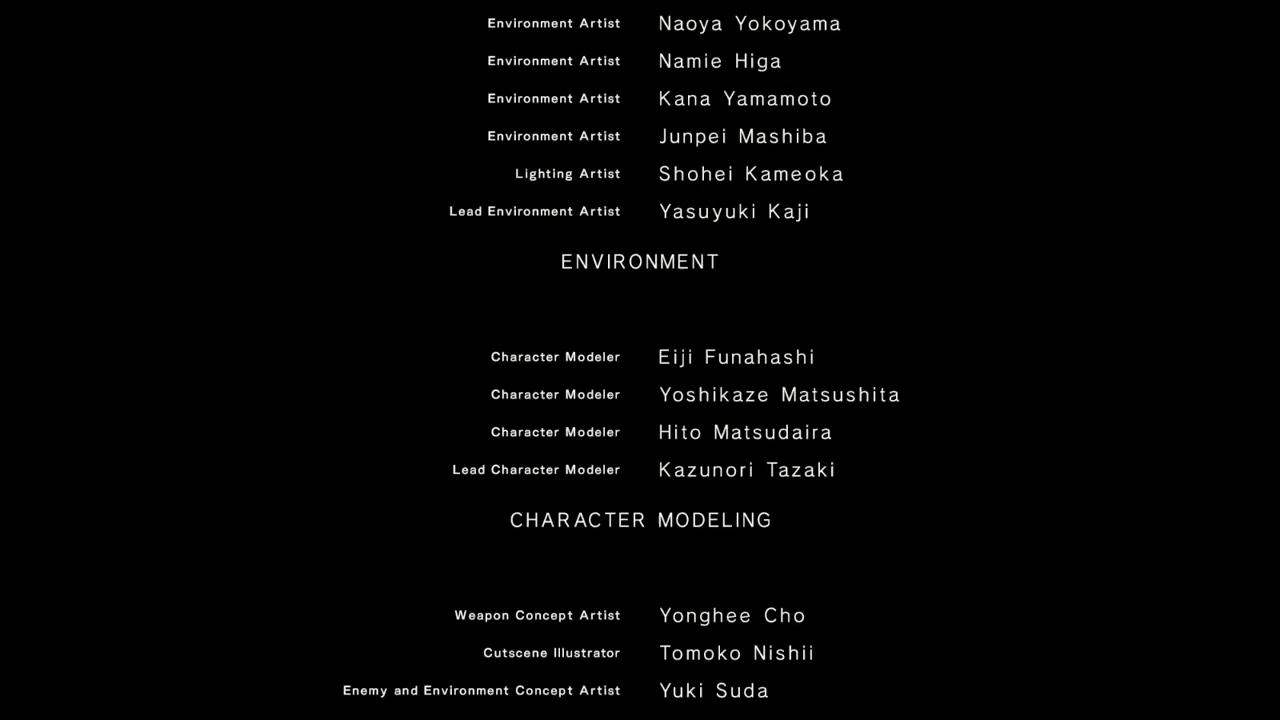 Environment Artist Naoya Yokoyama
Environment Artist Namie Higa
Environment Artist Kana Yamamoto
Environment Artist Junpei Mashiba
Lighting Artist Shohei Kameoka
Lead Environment Artist Yasuyuki Kaji
ENVIRONMENT
Character Modeler Eiji Funahashi
Character Modeler Yoshikaze Matsushita
Character Modeler Hito Matsudaira
Lead Character Modeler Kazunori Tazaki
CHARACTER MODELING
Weapon Concept Artist Yonghee Cho
Cutscene Illustrator Tomoko Nishii
Enemy and Environment Concept Artist Yuki Suda